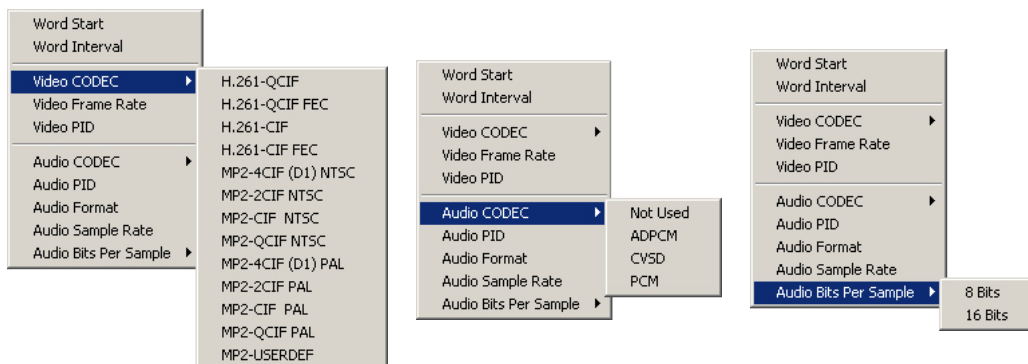 Word Start
Word Interval
Video CODEC
Video Frame Rate
Video PID
Audio CODEC
Audio PID
Audio Format
Audio Sample Rate
Audio Bits Per Sample
H.261-QCIF
H.261-QCIF FEC
H.261-CIF
H.261-CIF FEC
MP2-4CIF (D1) NTSC
MP2-2CIF NTSC
MP2-CIF NTSC
MP2-QCIF NTSC
MP2-4CIF (D1) PAL
MP2-2CIF PAL
MP2-CIF PAL
MP2-QCIF PAL
MP2-USERDEF
Word Start
Word Interval
Video CODEC
Video Frame Rate
Video PID
Audio CODEC
Audio PID
Audio Format
Audio Sample Rate
Audio Bits Per Sample
Not Used
ADPCM
CVSD
PCM
Word Start
Word Interval
Video CODEC
Video Frame Rate
Video PID
Audio CODEC
Audio PID
Audio Format
Audio Sample Rate
Audio Bits Per Sample
8 Bits
16 Bits